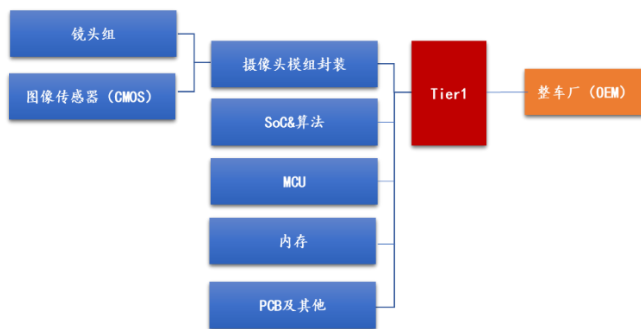 镜头组
图像传感器（CMOS）
摄像头模组封装
SoC&算法
MCU
内存
PCB及其他
Tier1
整车厂（OEM）